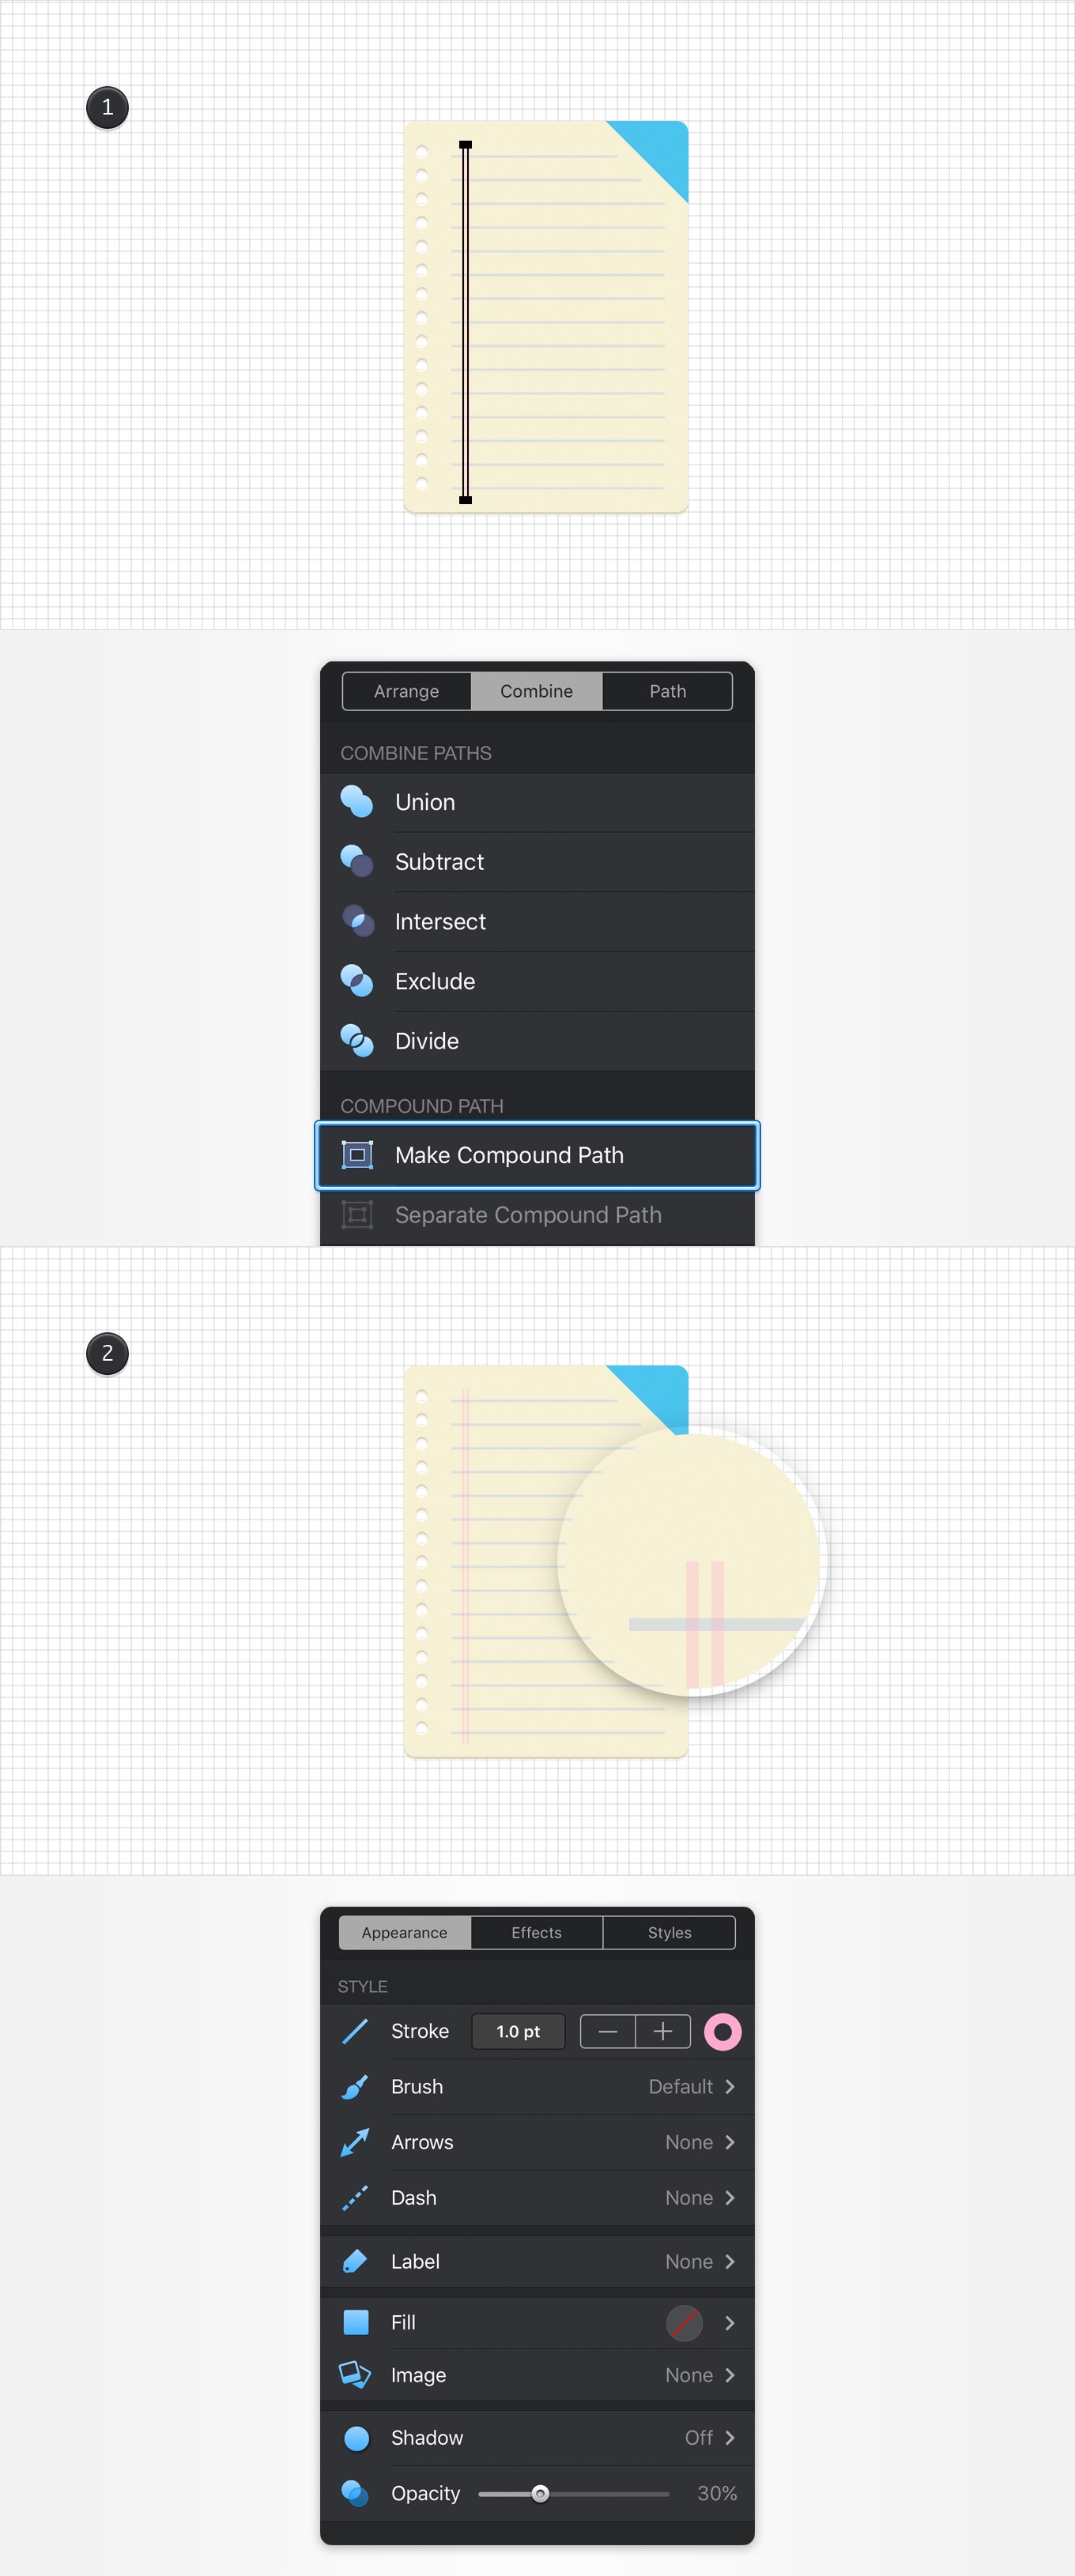 1
Arrange Combine Path
COMBINE PATHS
Union
Subtract
Intersect
Exclude
Divide
COMPOUND PATH
Make Compound Path
Separate Compound Path
2
Appearance Effects Styles
STYLE
Stroke 1.0 pt
Brush Default
Arrows None
Dash None
Label None
Fill
Image None
Shadow Off
Opacity 30%